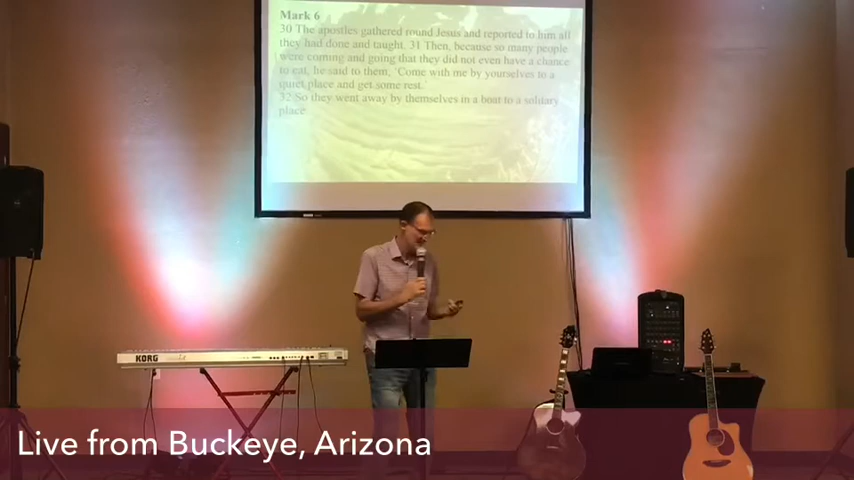 Mark 6
30 The apostles gathered round Jesus and reported to him all
they had done and taught. 31 Then, because so many people
were coming and going that they did not even have a chance
to eat, he said to them, 'Come with me by yourselves to a
quiet place and get some rest.'
32 So they went away by themselves in a boat to a solitary
place
KORG
Live from Buckeye, Arizona